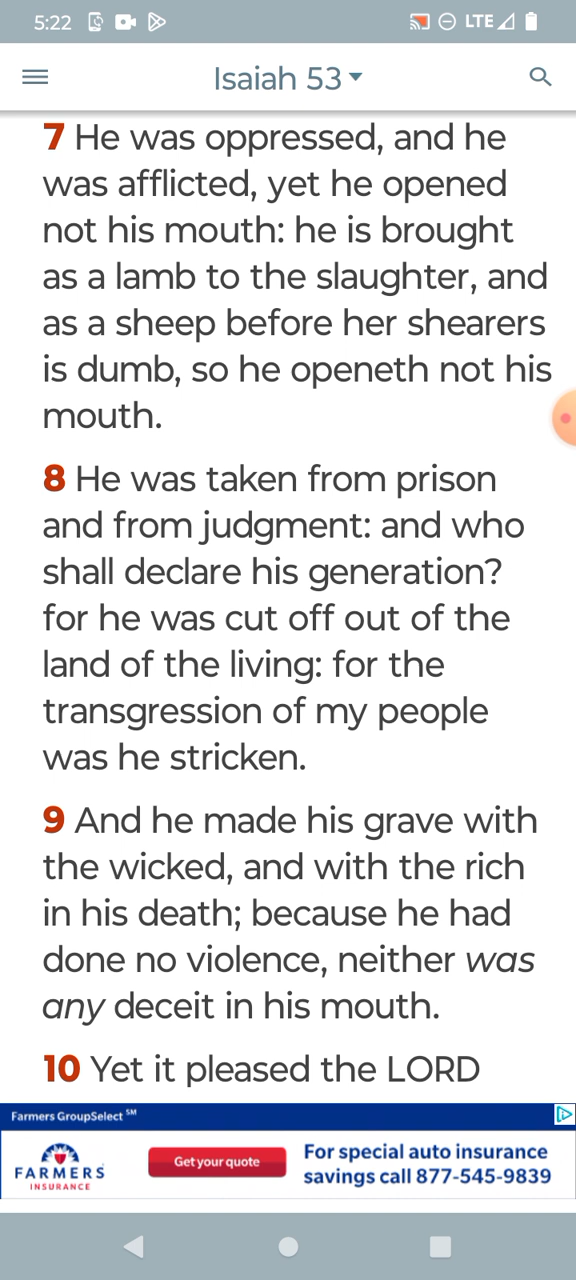 5:22 LTE
Isaiah 53
7 He was oppressed, and he
was afflicted, yet he opened
not his mouth: he is brought
as a lamb to the slaughter, and
as a sheep before her shearers
is dumb, so he openeth not his
mouth.
8 He was taken from prison
and from judgment: and who
shall declare his generation?
for he was cut off out of the
land of the living: for the
transgression of my people
was he stricken.
9 And he made his grave with
the wicked, and with the rich
in his death; because he had
done no violence, neither was
any deceit in his mouth.
10 Yet it pleased the LORD
Farmers GroupSelect SM
FARMERS
INSURANCE
Get your quote
For special auto insurance
savings call 877-545-9839